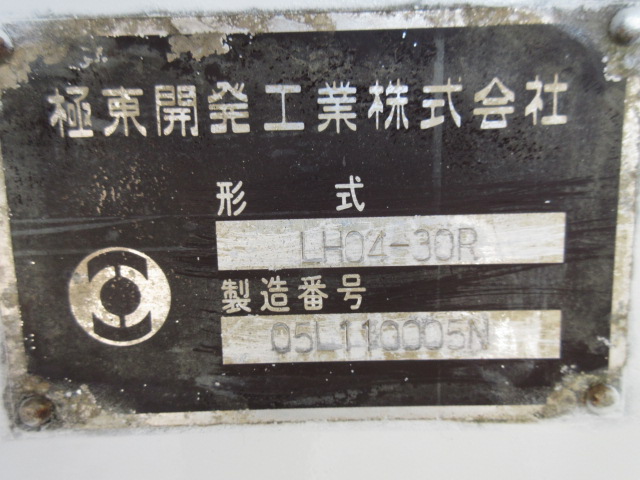 極東開発工業株式会社
形式
LH04-30R
製造番号
05L110005N